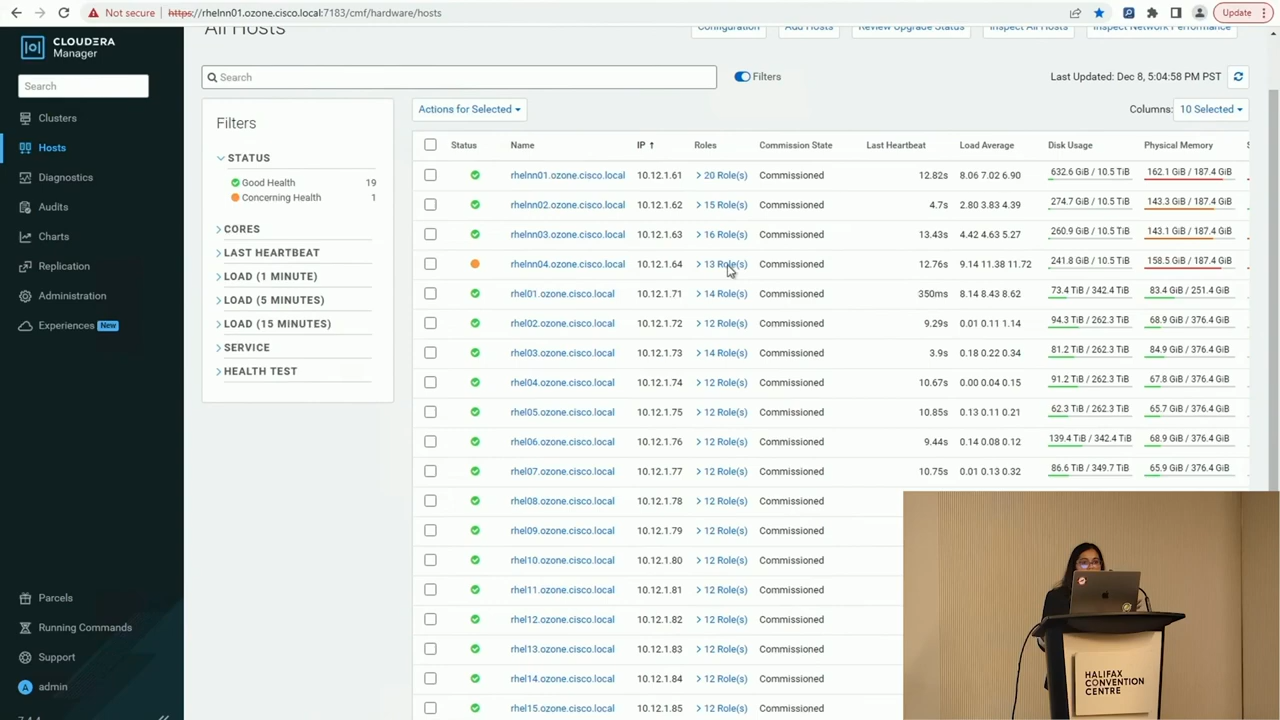 Not secure https://rhelnn01.ozone.cisco.local:7183/cmf/hardware/hosts Update
CLOUDERA
Manager
Search
Clusters
Hosts
Diagnostics
Audits
Charts
Replication
Administration
Experiences New
Parcels
Running Commands
Support
A admin
All Hosts Configuration Add Hosts Review Upgrade Status Inspect All Hosts Inspect Network Performance
Search Filters Last Updated: Dec 8, 5:04:58 PM PST
Filters
STATUS
Good Health 19
Concerning Health 1
CORES
LAST HEARTBEAT
LOAD (1 MINUTE)
LOAD (5 MINUTES)
LOAD (15 MINUTES)
SERVICE
HEALTH TEST
Actions for Selected Columns: 10 Selected
Status Name IP ↑ Roles Commission State Last Heartbeat Load Average Disk Usage Physical Memory
rhelnn01.ozone.cisco.local 10.12.1.61 > 20 Role(s) Commissioned 12.82s 8.06 7.02 6.90 632.6 GiB / 10.5 TiB 162.1 GiB / 187.4 GiB
rhelnn02.ozone.cisco.local 10.12.1.62 > 15 Role(s) Commissioned 4.7s 2.80 3.83 4.39 274.7 GiB / 10.5 TiB 143.3 GiB / 187.4 GiB
rhelnn03.ozone.cisco.local 10.12.1.63 > 16 Role(s) Commissioned 13.43s 4.42 4.63 5.27 260.9 GiB / 10.5 TiB 143.1 GiB / 187.4 GiB
rhelnn04.ozone.cisco.local 10.12.1.64 > 13 Role(s) Commissioned 12.76s 9.14 11.38 11.72 241.8 GiB / 10.5 TiB 158.5 GiB / 187.4 GiB
rhel01.ozone.cisco.local 10.12.1.71 > 14 Role(s) Commissioned 350ms 8.14 8.43 8.62 73.4 TiB / 342.4 TiB 83.4 GiB / 251.4 GiB
rhel02.ozone.cisco.local 10.12.1.72 > 12 Role(s) Commissioned 9.29s 0.01 0.11 1.14 94.3 TiB / 262.3 TiB 68.9 GiB / 376.4 GiB
rhel03.ozone.cisco.local 10.12.1.73 > 14 Role(s) Commissioned 3.9s 0.18 0.22 0.34 81.2 TiB / 262.3 TiB 84.9 GiB / 376.4 GiB
rhel04.ozone.cisco.local 10.12.1.74 > 12 Role(s) Commissioned 10.67s 0.00 0.04 0.15 91.2 TiB / 262.3 TiB 67.8 GiB / 376.4 GiB
rhel05.ozone.cisco.local 10.12.1.75 > 12 Role(s) Commissioned 10.85s 0.13 0.11 0.21 62.3 TiB / 262.3 TiB 65.7 GiB / 376.4 GiB
rhel06.ozone.cisco.local 10.12.1.76 > 12 Role(s) Commissioned 9.44s 0.14 0.08 0.12 139.4 TiB / 342.4 TiB 68.9 GiB / 376.4 GiB
rhel07.ozone.cisco.local 10.12.1.77 > 12 Role(s) Commissioned 10.75s 0.01 0.13 0.32 86.6 TiB / 349.7 TiB 65.9 GiB / 376.4 GiB
rhel08.ozone.cisco.local 10.12.1.78 > 12 Role(s) Commissioned
rhel09.ozone.cisco.local 10.12.1.79 > 12 Role(s) Commissioned
rhel10.ozone.cisco.local 10.12.1.80 > 12 Role(s) Commissioned
rhel11.ozone.cisco.local 10.12.1.81 > 12 Role(s) Commissioned
rhel12.ozone.cisco.local 10.12.1.82 > 12 Role(s) Commissioned
rhel13.ozone.cisco.local 10.12.1.83 > 12 Role(s) Commissioned
rhel14.ozone.cisco.local 10.12.1.84 > 12 Role(s) Commissioned
rhel15.ozone.cisco.local 10.12.1.85 > 12 Role(s) Commissioned
HALIFAX
CONVENTION
CENTRE